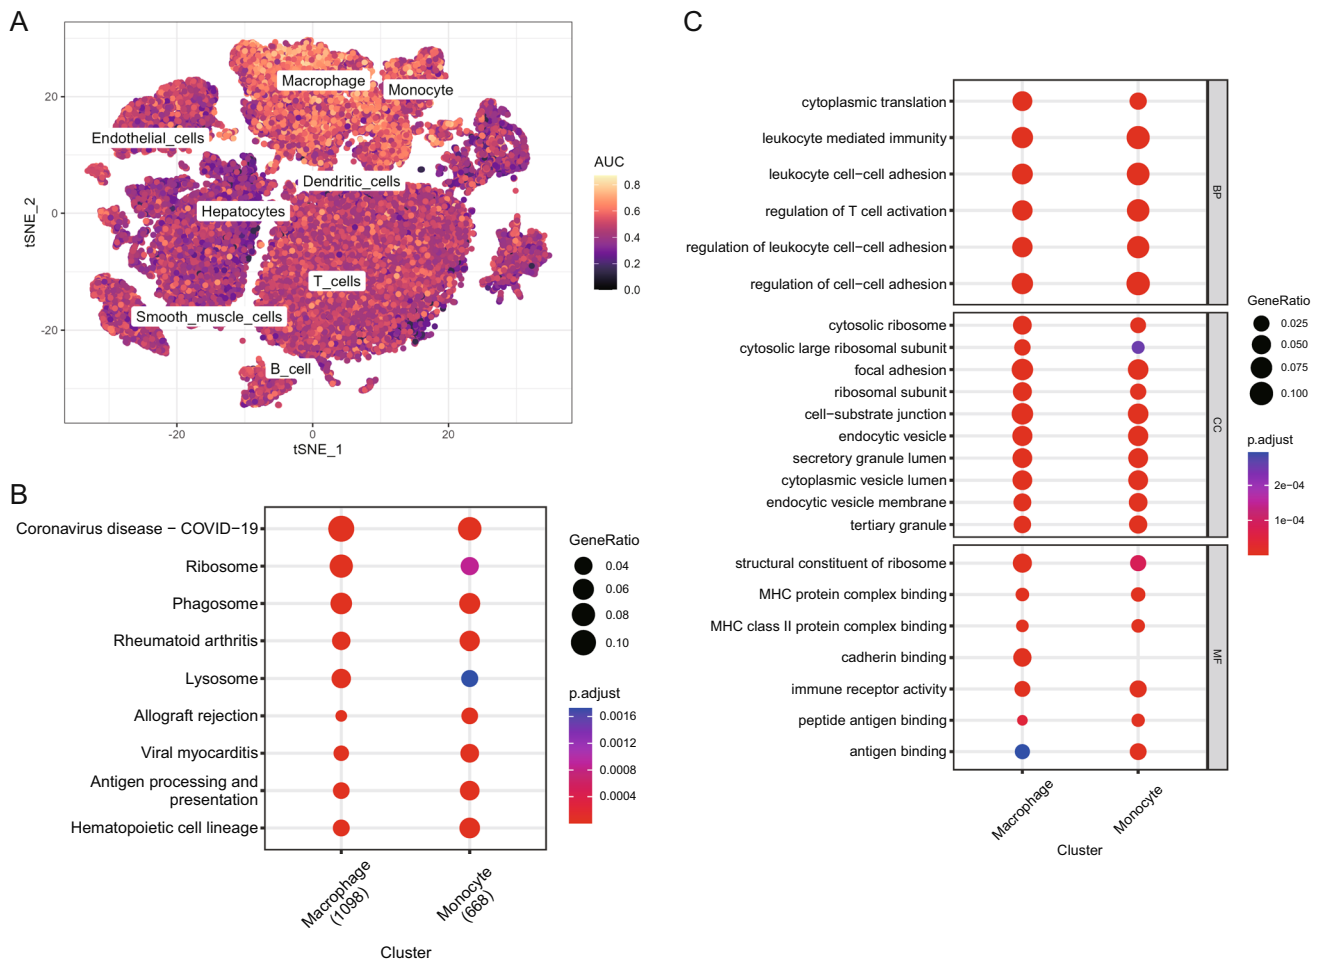 A
Macrophage
Monocyte
Endothelial_cells
Dendritic_cells
Hepatocytes
T_cells
Smooth_muscle_cells
B_cell
20
0
-20
tSNE_2
-20
0
20
tSNE_1
AUC
0.8
0.6
0.4
0.2
0.0
B
Coronavirus disease − COVID−19
Ribosome
Phagosome
Rheumatoid arthritis
Lysosome
Allograft rejection
Viral myocarditis
Antigen processing and
presentation
Hematopoietic cell lineage
Macrophage
(1098)
Monocyte
(668)
Cluster
GeneRatio
0.04
0.06
0.08
0.10
p.adjust
0.0016
0.0012
0.0008
0.0004
C
cytoplasmic translation
leukocyte mediated immunity
leukocyte cell−cell adhesion
regulation of T cell activation
regulation of leukocyte cell−cell adhesion
regulation of cell−cell adhesion
BP
cytosolic ribosome
cytosolic large ribosomal subunit
focal adhesion
ribosomal subunit
cell−substrate junction
endocytic vesicle
secretory granule lumen
cytoplasmic vesicle lumen
endocytic vesicle membrane
tertiary granule
CC
structural constituent of ribosome
MHC protein complex binding
MHC class II protein complex binding
cadherin binding
immune receptor activity
peptide antigen binding
antigen binding
MF
Macrophage
Monocyte
Cluster
GeneRatio
0.025
0.050
0.075
0.100
p.adjust
2e−04
1e−04